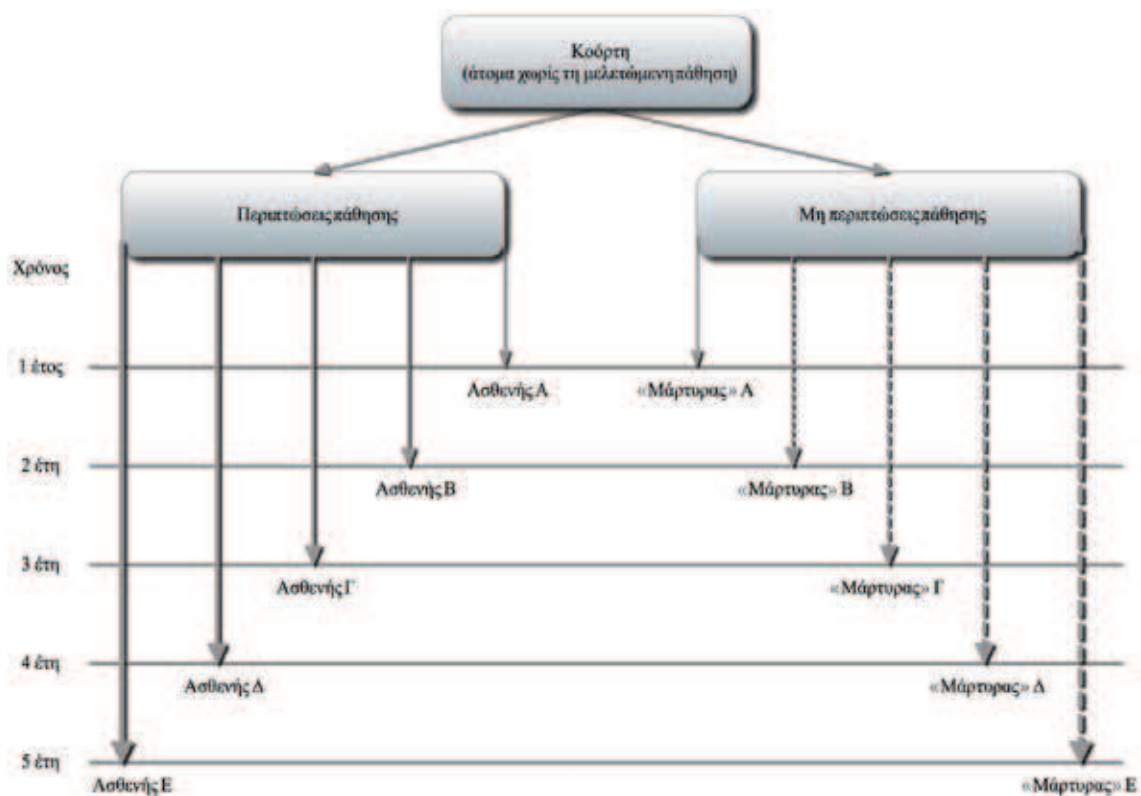 Κοόρτη
(άτομα χωρίς τη μελετώμενη πάθηση)
Περιπτώσεις πάθησης
Μη περιπτώσεις πάθησης
Χρόνος
1 έτος
Ασθενής Α
«Μάρτυρας» Α
2 έτη
Ασθενής Β
«Μάρτυρας» Β
3 έτη
Ασθενής Γ
«Μάρτυρας» Γ
4 έτη
Ασθενής Δ
«Μάρτυρας» Δ
5 έτη
Ασθενής Ε
«Μάρτυρας» Ε